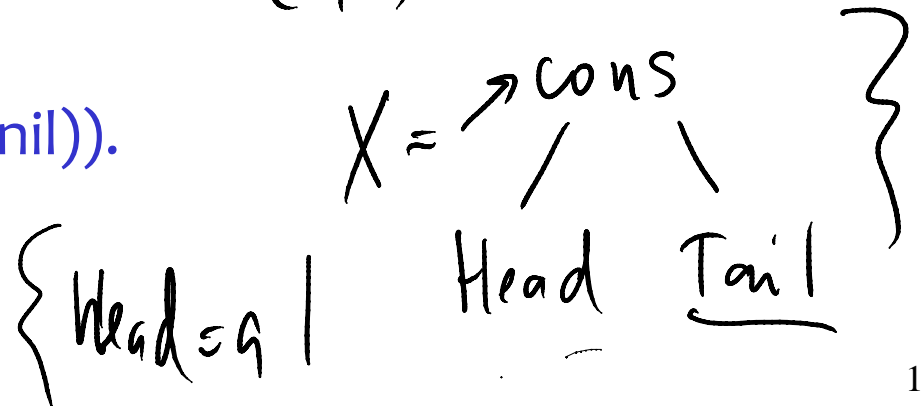 cons
nil)). X =
Head Tail
{ Head = a |
1